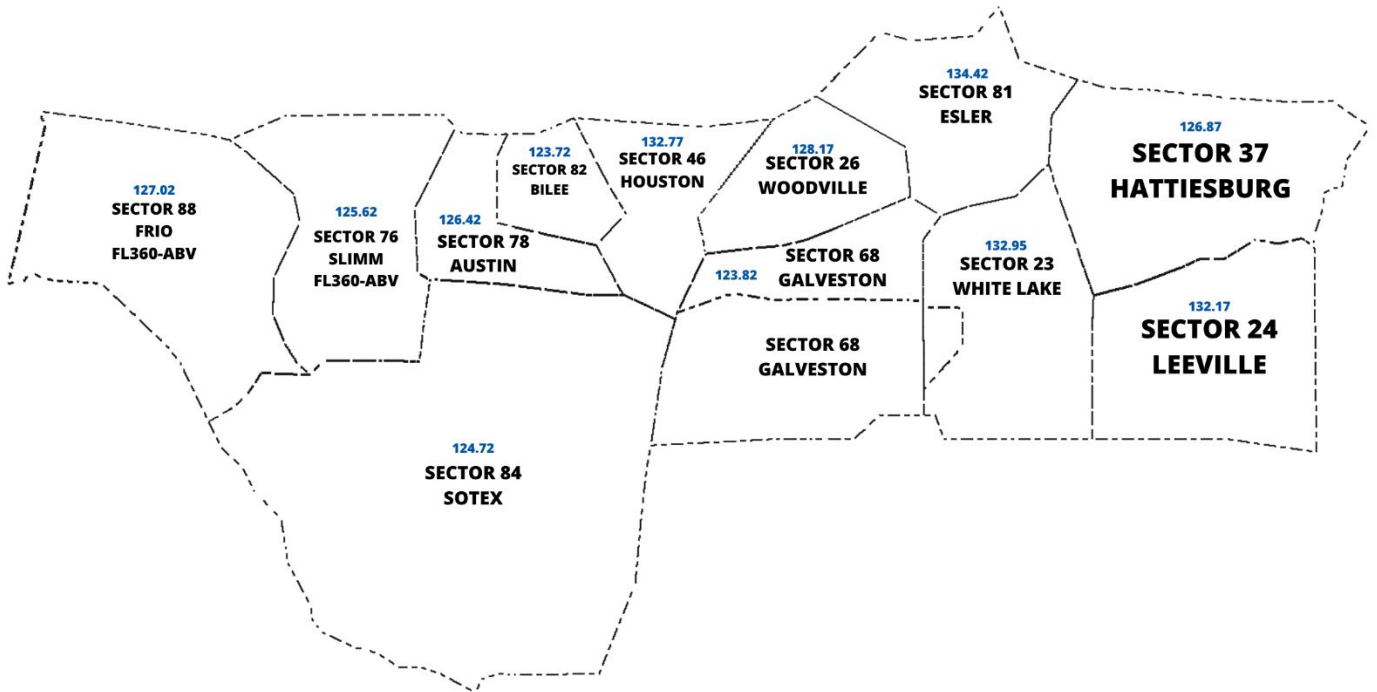 134.42
SECTOR 81
ESLER
126.87
SECTOR 37
HATTIESBURG
132.77
SECTOR 46
HOUSTON
128.17
SECTOR 26
WOODVILLE
123.72
SECTOR 82
BILEE
127.02
SECTOR 88
FRIO
FL360-ABV
125.62
SECTOR 76
SLIMM
FL360-ABV
126.42
SECTOR 78
AUSTIN
123.82
SECTOR 68
GALVESTON
132.95
SECTOR 23
WHITE LAKE
132.17
SECTOR 24
LEEVILLE
SECTOR 68
GALVESTON
124.72
SECTOR 84
SOTEX